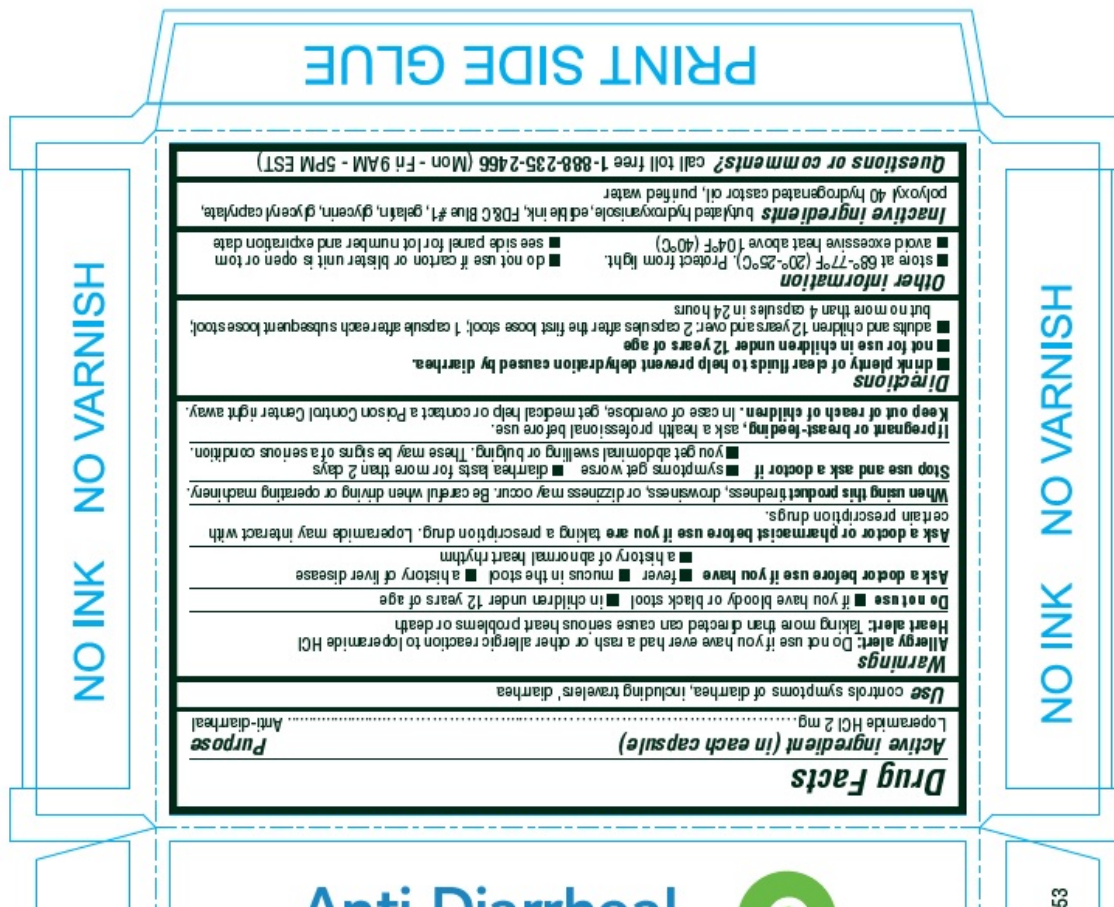 PRINT SIDE GLUE
Drug Facts
Active ingredient (in each capsule) Purpose
Loperamide HCl 2 mg........................................................................................................ Anti-diarrheal
Use controls symptoms of diarrhea, including travelers' diarrhea
Warnings
Allergy alert: Do not use if you have ever had a rash or other allergic reaction to loperamide HCl
Heart alert: Taking more than directed can cause serious heart problems or death
Do not use ■ if you have bloody or black stool ■ in children under 12 years of age
Ask a doctor before use if you have ■ fever ■ mucus in the stool ■ a history of liver disease
■ a history of abnormal heart rhythm
Ask a doctor or pharmacist before use if you are taking a prescription drug. Loperamide may interact with
certain prescription drugs.
When using this product tiredness, drowsiness, or dizziness may occur. Be careful when driving or operating machinery.
Stop use and ask a doctor if ■ symptoms get worse ■ diarrhea lasts for more than 2 days
■ you get abdominal swelling or bulging. These may be signs of a serious condition.
If pregnant or breast-feeding, ask a health professional before use.
Keep out of reach of children. In case of overdose, get medical help or contact a Poison Control Center right away.
Directions
■ drink plenty of clear fluids to help prevent dehydration caused by diarrhea.
■ not for use in children under 12 years of age
■ adults and children 12 years and over: 2 capsules after the first loose stool; 1 capsule after each subsequent loose stool;
but no more than 4 capsules in 24 hours
Other information
■ store at 68°-77°F (20°-25°C). Protect from light. ■ do not use if carton or blister unit is open or torn
■ avoid excessive heat above 104°F (40°C) ■ see side panel for lot number and expiration date
Inactive ingredients butylated hydroxyanisole, edible ink, FD&C Blue #1, gelatin, glycerin, glyceryl caprylate,
polyoxyl 40 hydrogenated castor oil, purified water
Questions or comments? call toll free 1-888-235-2466 (Mon - Fri 9AM - 5PM EST)
NO INK NO VARNISH
NO INK NO VARNISH
Anti-Diarrheal
53